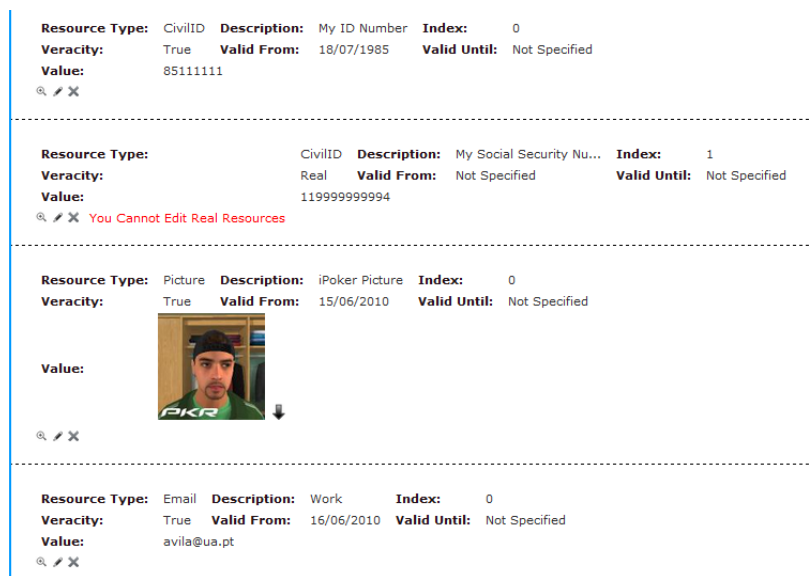 Resource Type: CivilID Description: My ID Number Index: 0
Veracity: True Valid From: 18/07/1985 Valid Until: Not Specified
Value: 85111111
Resource Type: CivilID Description: My Social Security Nu... Index: 1
Veracity: Real Valid From: Not Specified Valid Until: Not Specified
Value: 119999999994
You Cannot Edit Real Resources
Resource Type: Picture Description: iPoker Picture Index: 0
Veracity: True Valid From: 15/06/2010 Valid Until: Not Specified
Value:
PKR
Resource Type: Email Description: Work Index: 0
Veracity: True Valid From: 16/06/2010 Valid Until: Not Specified
Value: avila@ua.pt